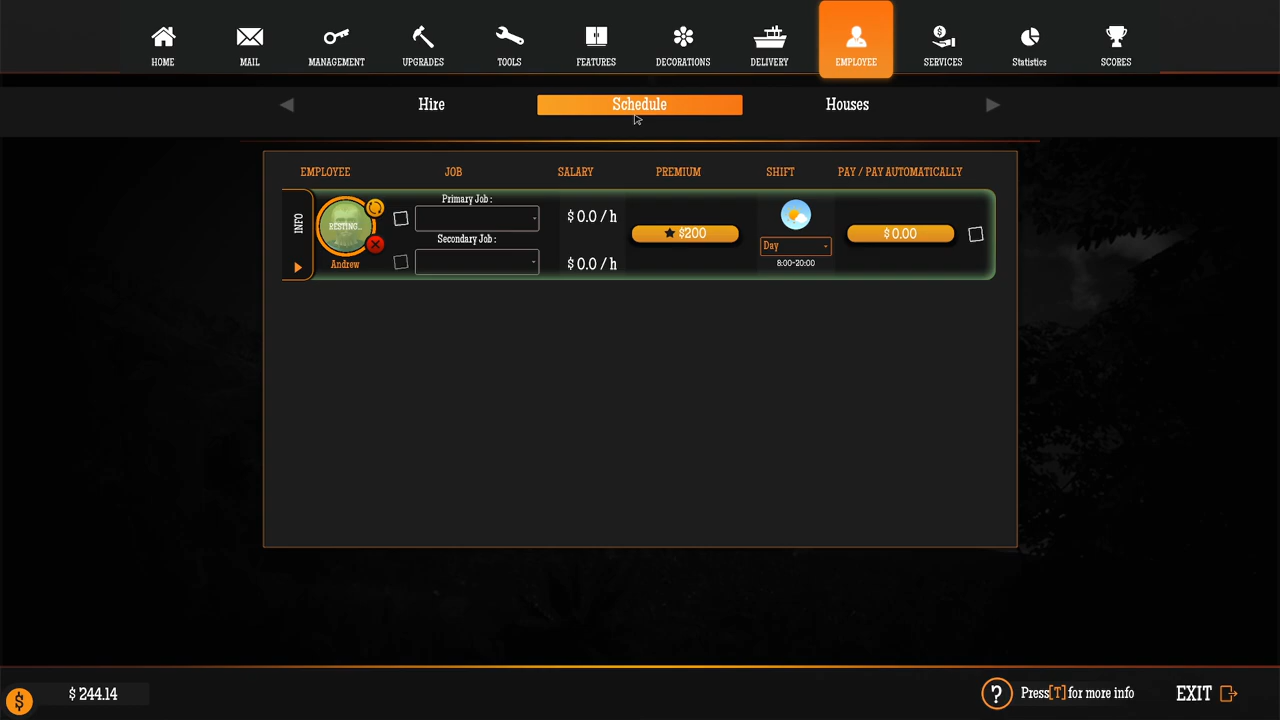 HOME MAIL MANAGEMENT UPGRADES TOOLS FEATURES DECORATIONS DELIVERY EMPLOYEE SERVICES Statistics SCORES
Hire Schedule Houses
EMPLOYEE JOB SALARY PREMIUM SHIFT PAY / PAY AUTOMATICALLY
INFO
RESTING...
Andrew
Primary Job :
Secondary Job :
$ 0.0 / h
$ 0.0 / h
$200
Day
8:00-20:00
$ 0.00
$ 244.14
? Press[T] for more info
EXIT